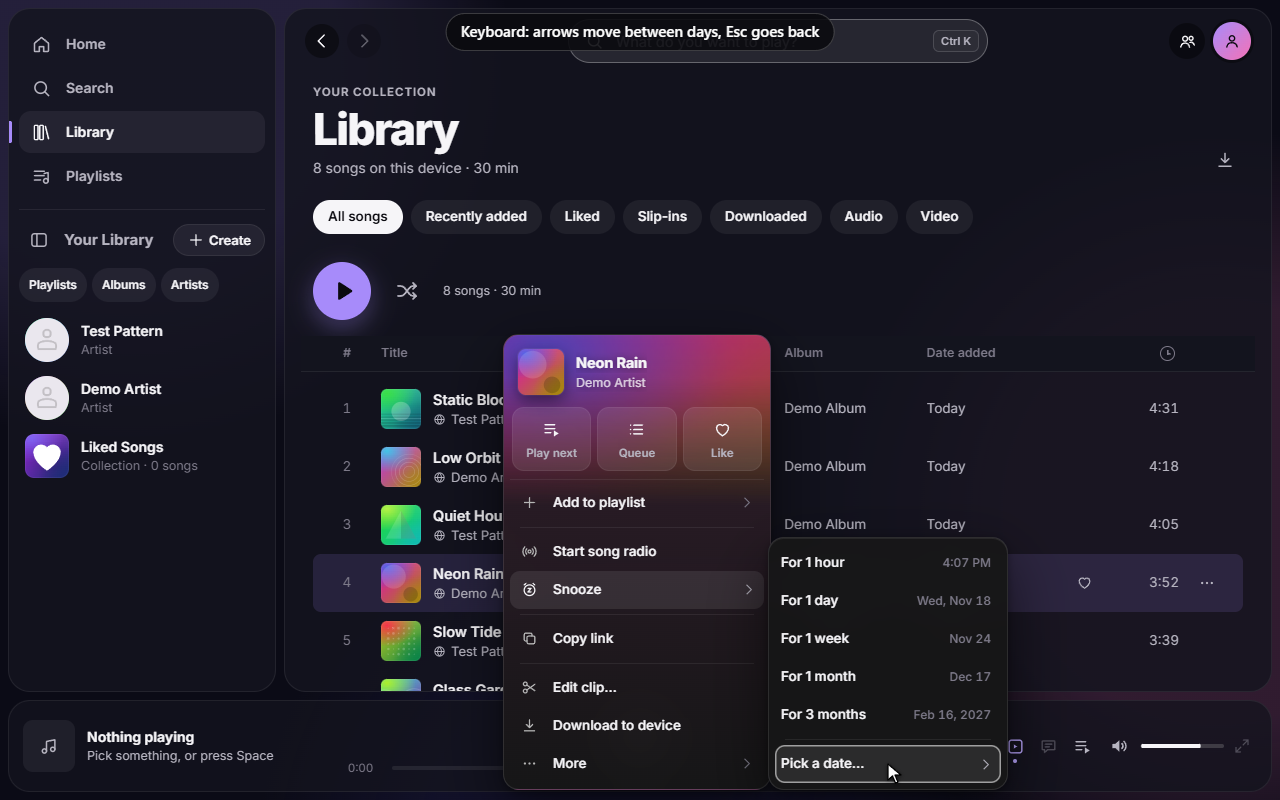 Home
Search
Library
Playlists
Your Library
Create
Playlists
Albums
Artists
Test Pattern
Artist
Demo Artist
Artist
Liked Songs
Collection · 0 songs
Keyboard: arrows move between days, Esc goes back
Ctrl K
YOUR COLLECTION
Library
8 songs on this device · 30 min
All songs
Recently added
Liked
Slip-ins
Downloaded
Audio
Video
8 songs · 30 min
# Title Album Date added
1 Static Demo Album Today 4:31
Test
2 Low Orbit Demo Album Today 4:18
Demo
3 Quiet Demo Album Today 4:05
Test
4 Neon Rain 3:52
Demo
5 Slow Tide 3:39
Test
Glass
Neon Rain
Demo Artist
Play next
Queue
Like
Add to playlist
Start song radio
Snooze
Copy link
Edit clip...
Download to device
More
For 1 hour 4:07 PM
For 1 day Wed, Nov 18
For 1 week Nov 24
For 1 month Dec 17
For 3 months Feb 16, 2027
Pick a date...
Nothing playing
Pick something, or press Space
0:00